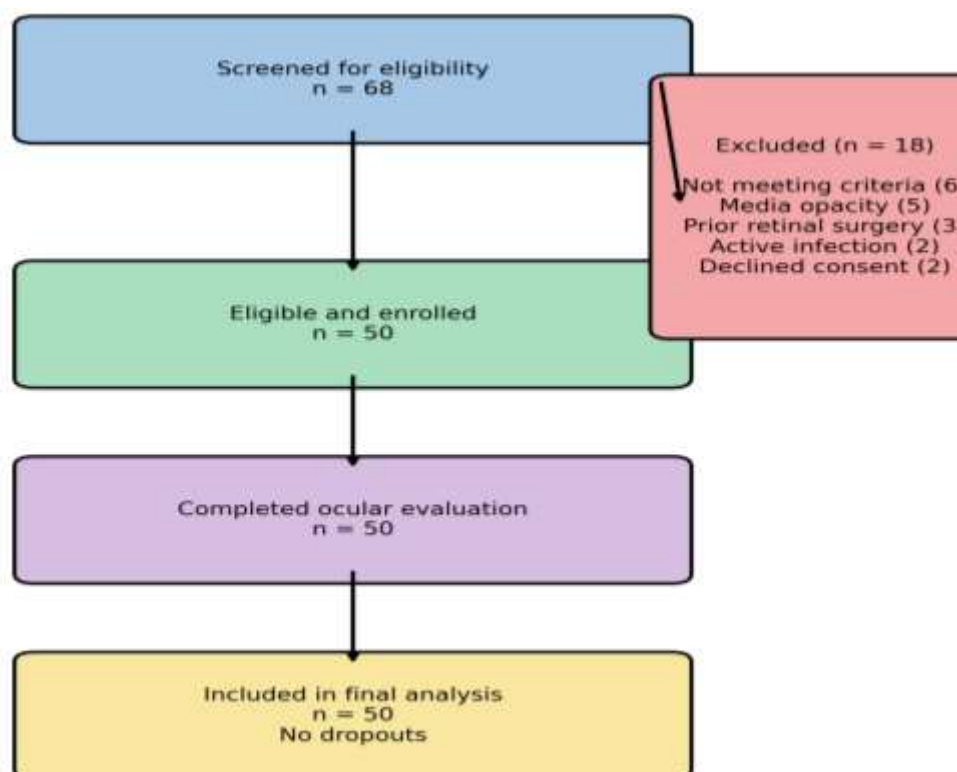 Screened for eligibility
n = 68
Excluded (n = 18)
Not meeting criteria (6
Media opacity (5)
Prior retinal surgery (3
Active infection (2)
Declined consent (2)
Eligible and enrolled
n = 50
Completed ocular evaluation
n = 50
Included in final analysis
n = 50
No dropouts